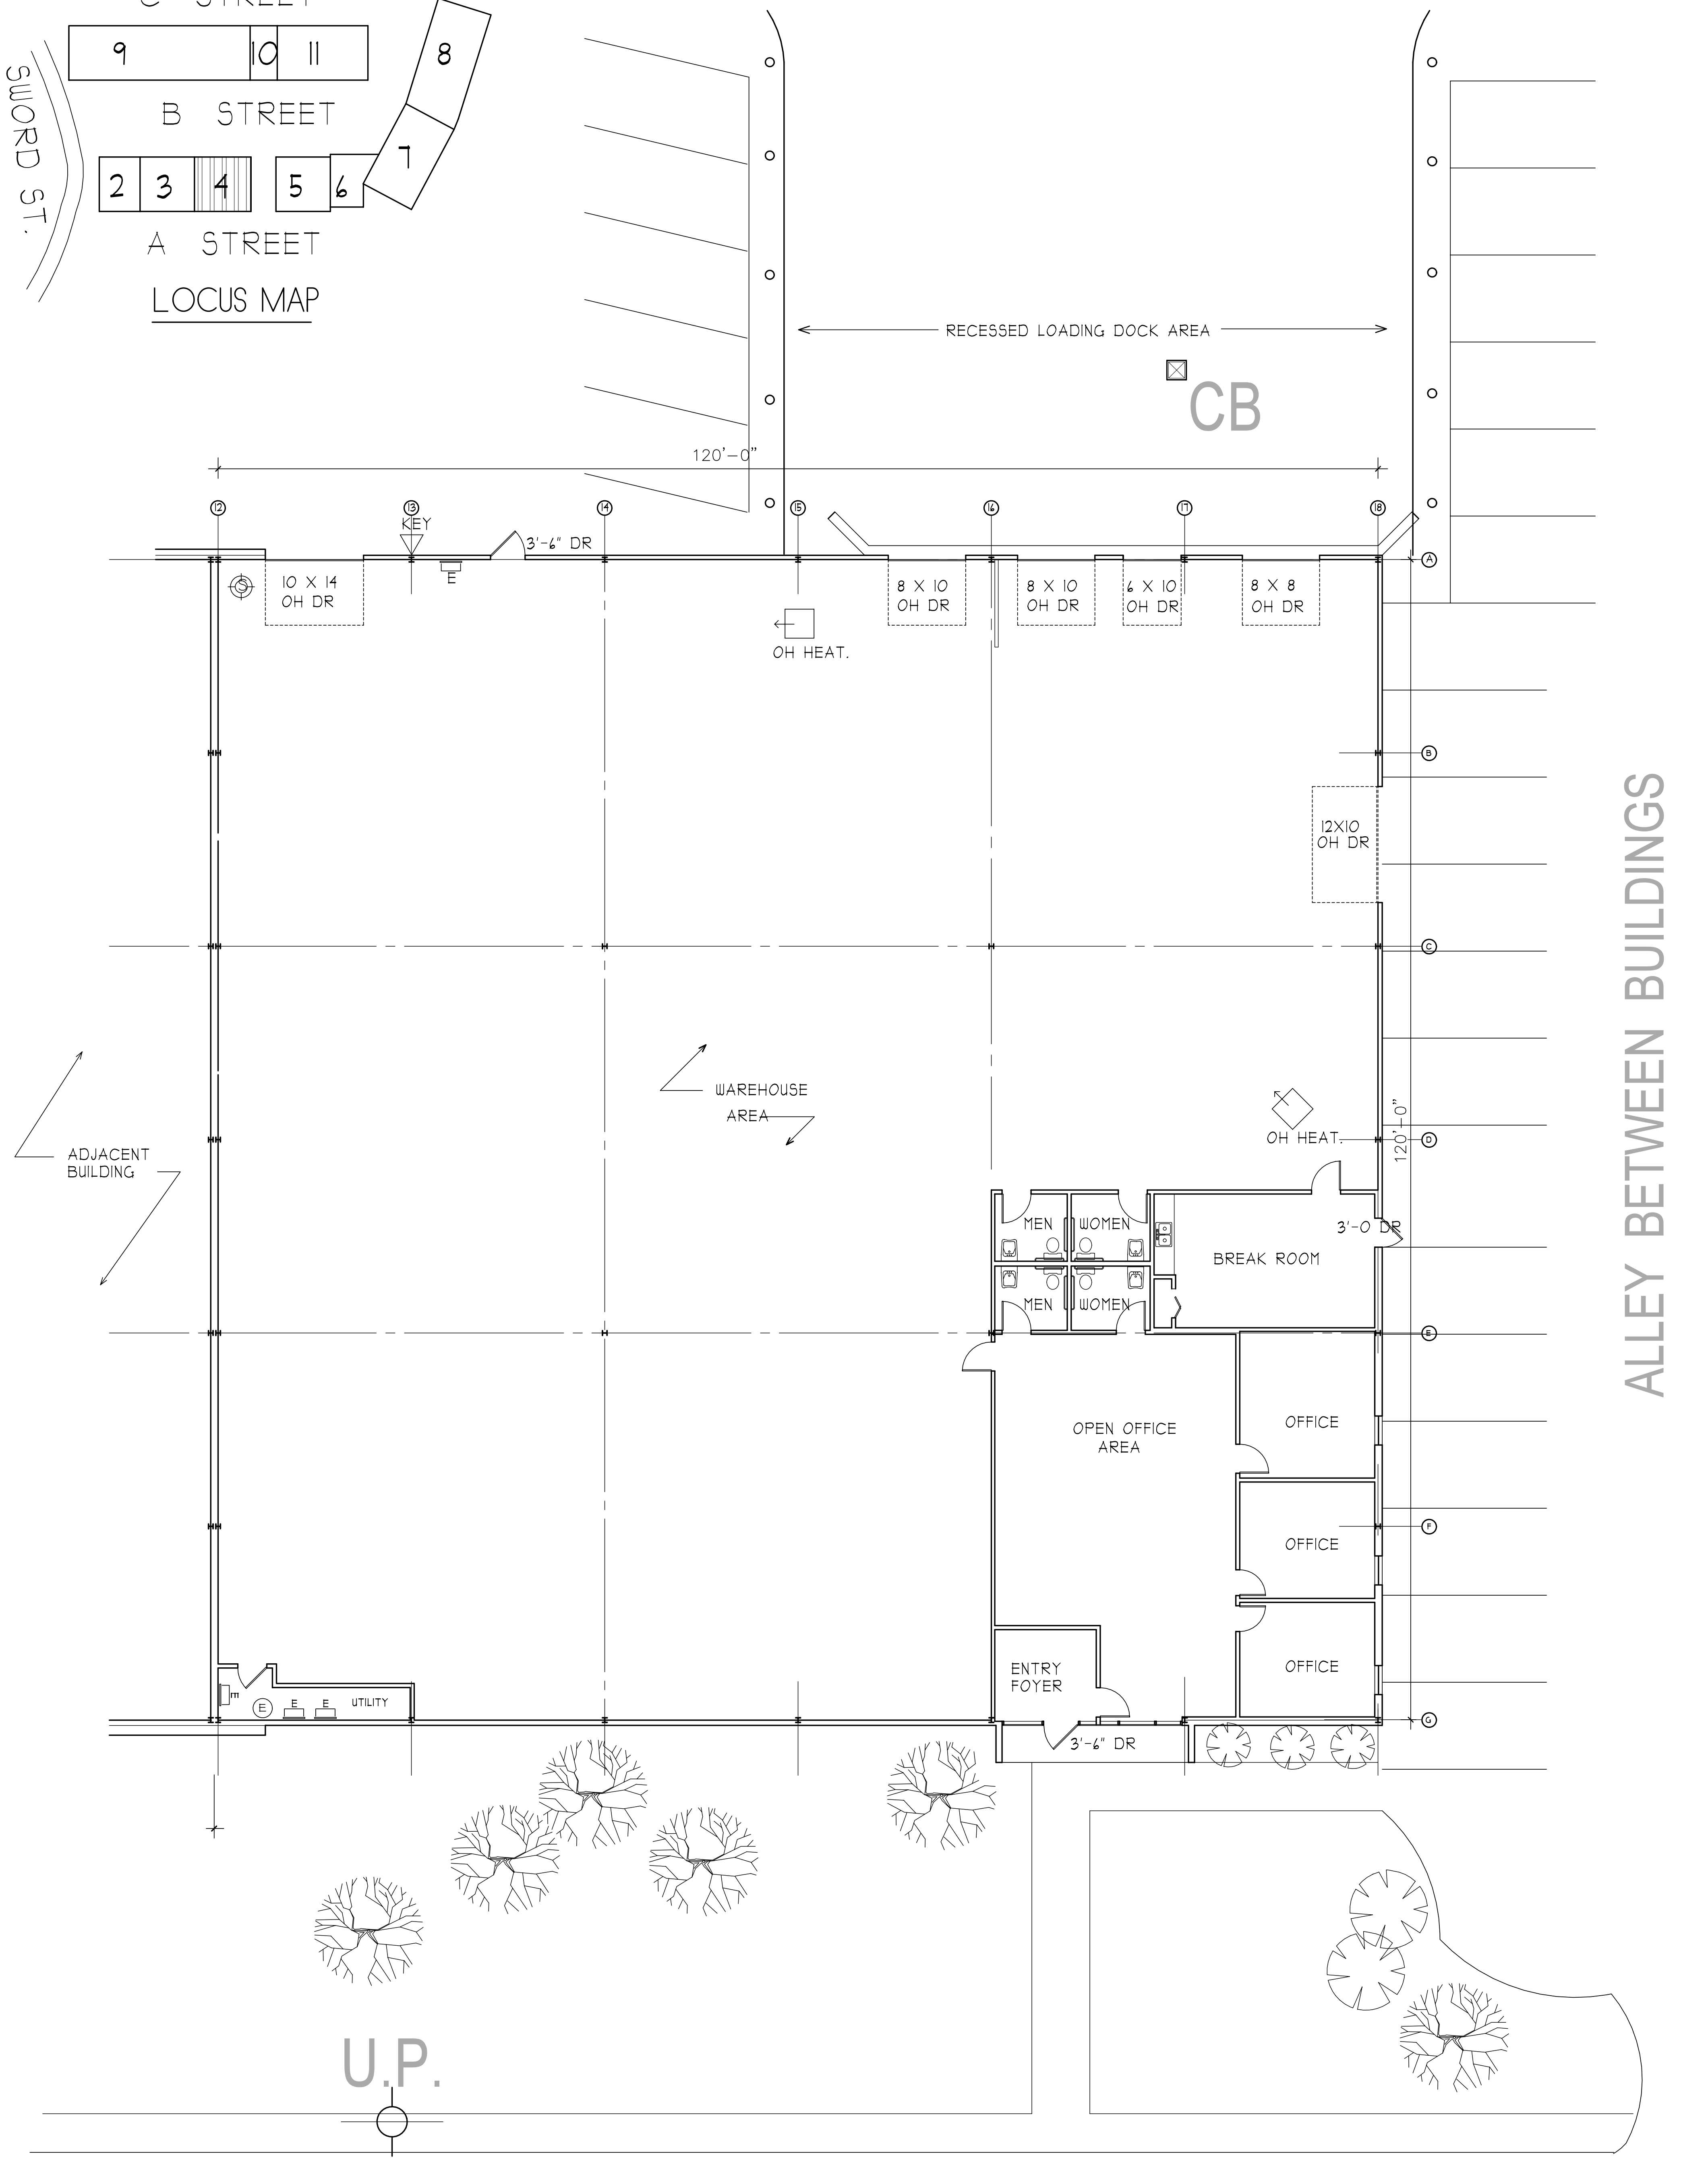 C STREET
9 10 11 8
B STREET
SWORD ST.
2 3 4 5 6 7
A STREET
LOCUS MAP
RECESSED LOADING DOCK AREA
CB
120'-0"
12 13 14 15 16 17 18
KEY
3'-6" DR
A
E
10 X 14
OH DR
S
8 X 10
OH DR
8 X 10
OH DR
6 X 10
OH DR
8 X 8
OH DR
OH HEAT.
B
12X10
OH DR
C
ALLEY BETWEEN BUILDINGS
WAREHOUSE
AREA
ADJACENT
BUILDING
OH HEAT.
D
120'-0"
MEN
WOMEN
3'-0 DR
BREAK ROOM
MEN
WOMEN
E
OPEN OFFICE
AREA
OFFICE
F
OFFICE
ENTRY
FOYER
OFFICE
E
E
E
E
UTILITY
G
3'-6" DR
U.P.